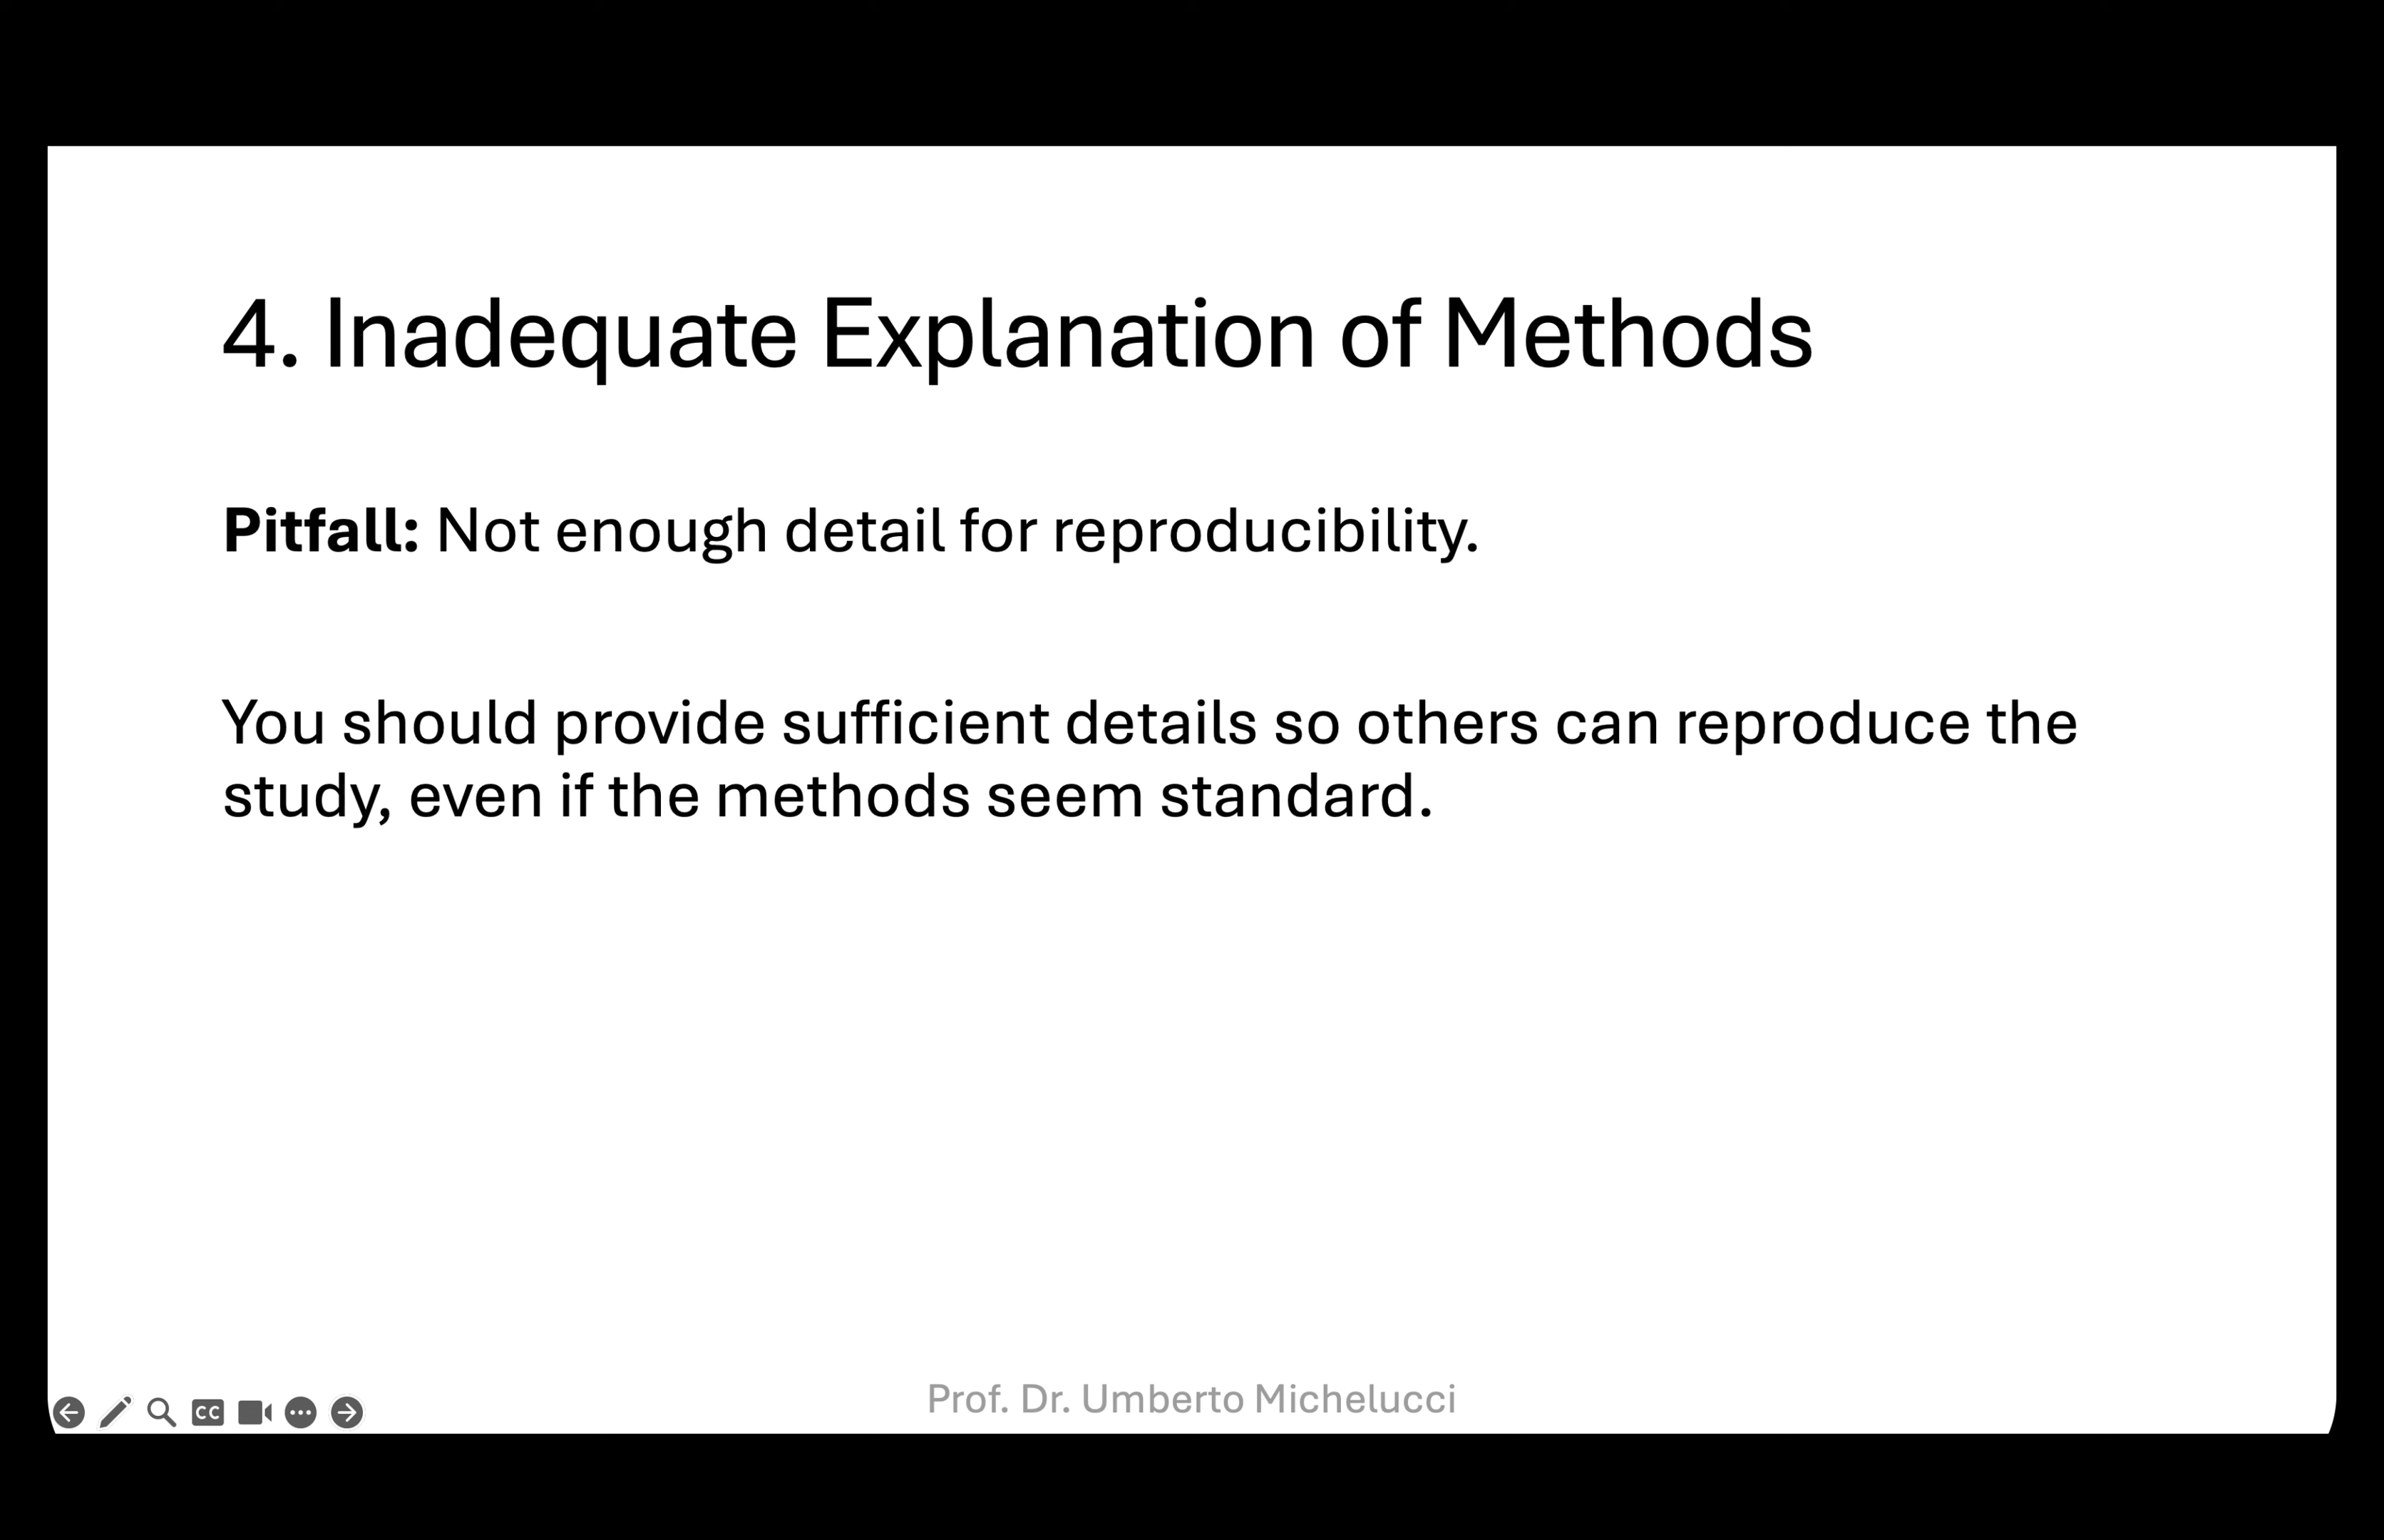 4. Inadequate Explanation of Methods
Pitfall: Not enough detail for reproducibility.
You should provide sufficient details so others can reproduce the
study, even if the methods seem standard.
Prof. Dr. Umberto Michelucci
CC